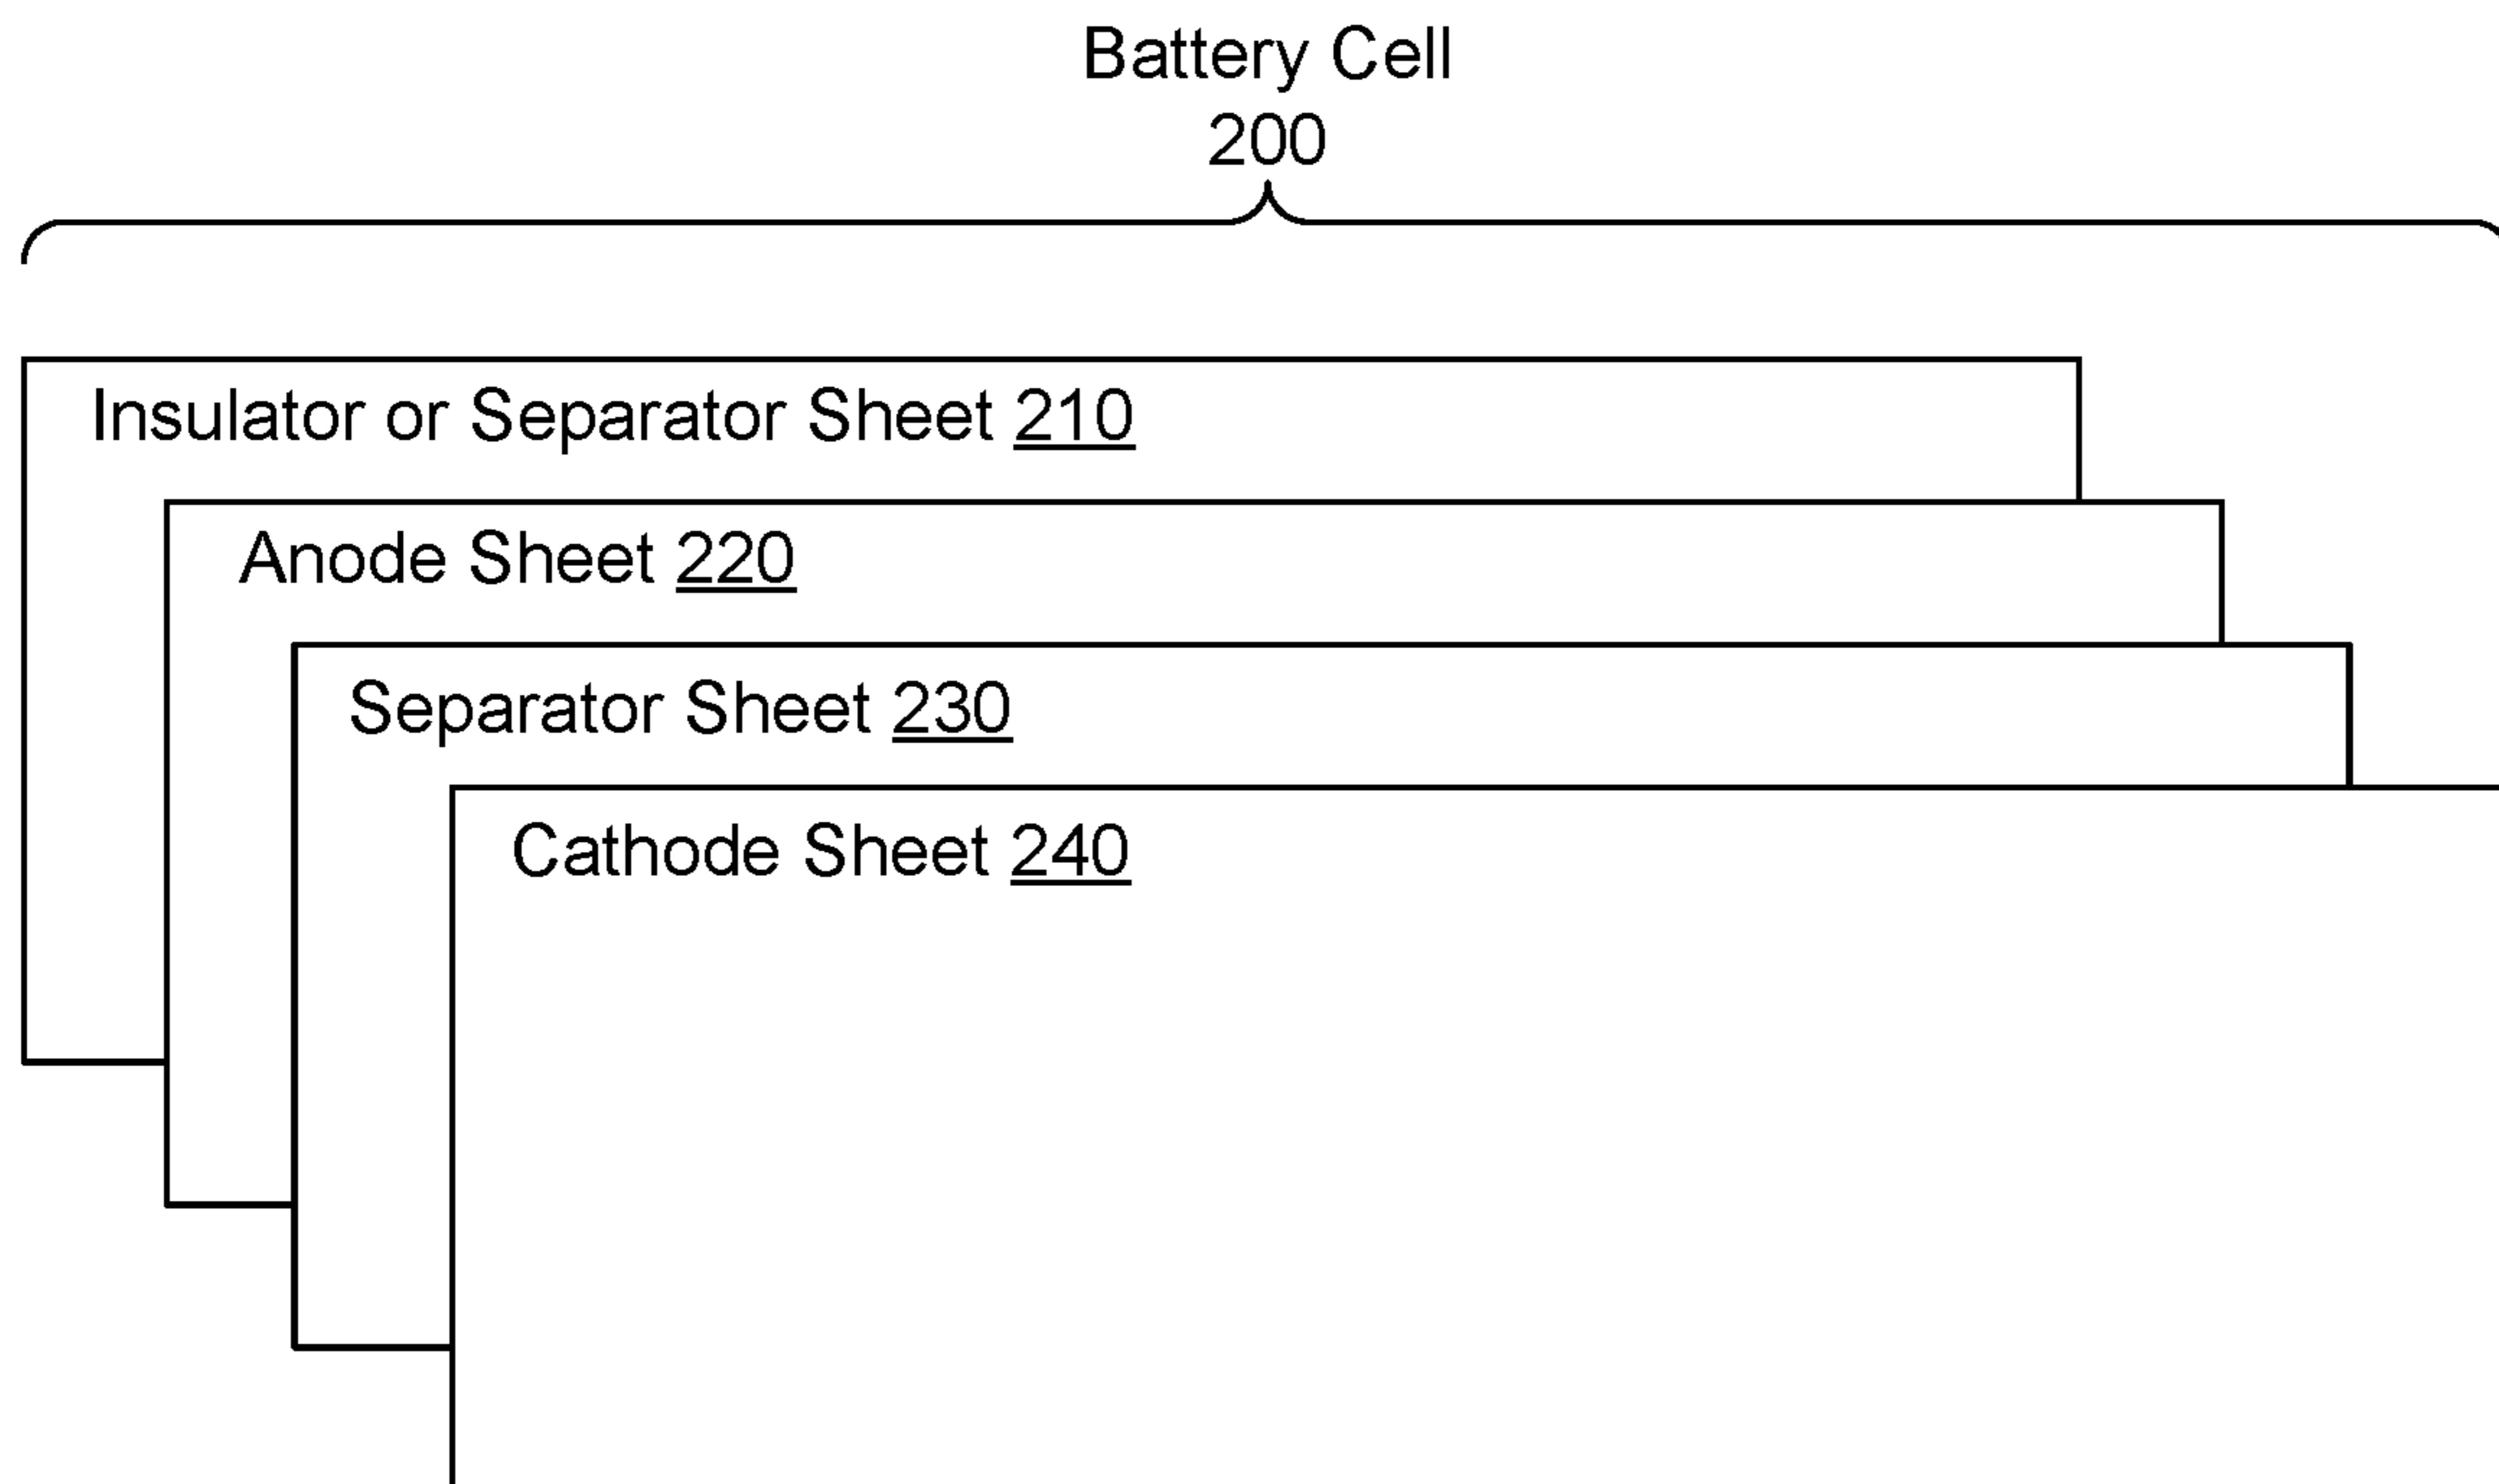 Battery Cell
200
Insulator or Separator Sheet 210
Anode Sheet 220
Separator Sheet 230
Cathode Sheet 240